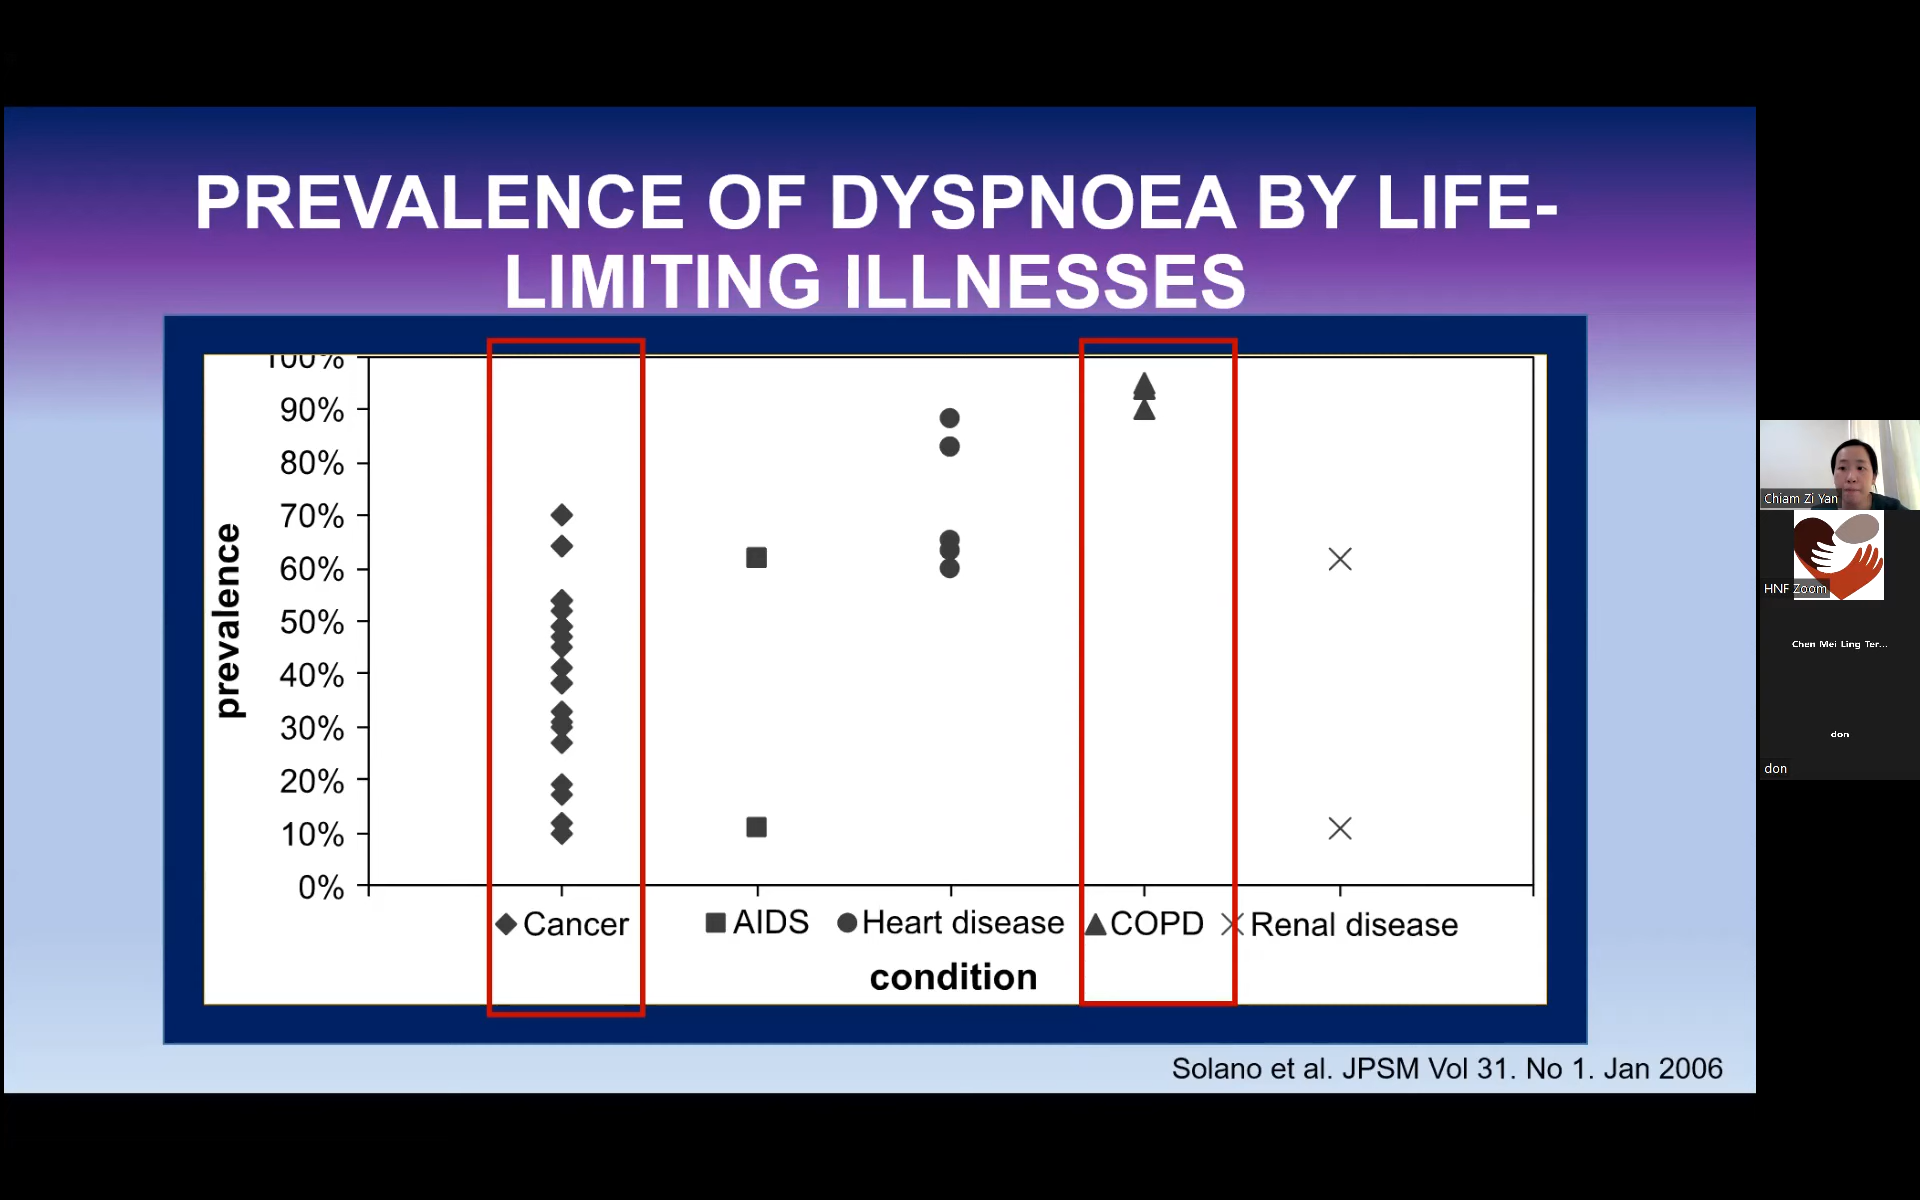 PREVALENCE OF DYSPNOEA BY LIFE-
LIMITING ILLNESSES
100%
90%
80%
70%
60%
50%
40%
30%
20%
10%
0%
prevalence
Cancer
AIDS
Heart disease
COPD
Renal disease
condition
Solano et al. JPSM Vol 31. No 1. Jan 2006
Chiam Zi Yan
HNF Zoom
Chen Mei Ling Ter...
don
don